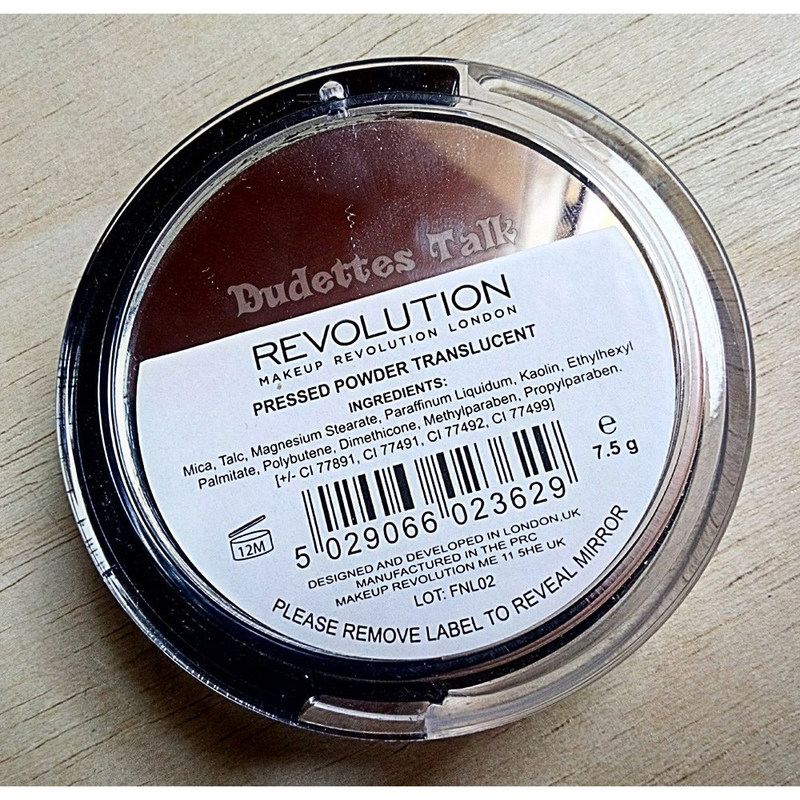 Dudettes Talk
REVOLUTION
MAKEUP REVOLUTION LONDON
PRESSED POWDER TRANSLUCENT
INGREDIENTS:
Mica, Talc, Magnesium Stearate, Paraffinum Liquidum, Kaolin, Ethylhexyl
Palmitate, Polybutene, Dimethicone, Methylparaben, Propylparaben.
[+/- CI 77891, CI 77491, CI 77492, CI 77499]
℮
7.5 g
12M
5 029066 023629
DESIGNED AND DEVELOPED IN LONDON,UK
MANUFACTURED IN THE PRC
MAKEUP REVOLUTION ME 11 5HE UK
LOT: FNL02
PLEASE REMOVE LABEL TO REVEAL MIRROR